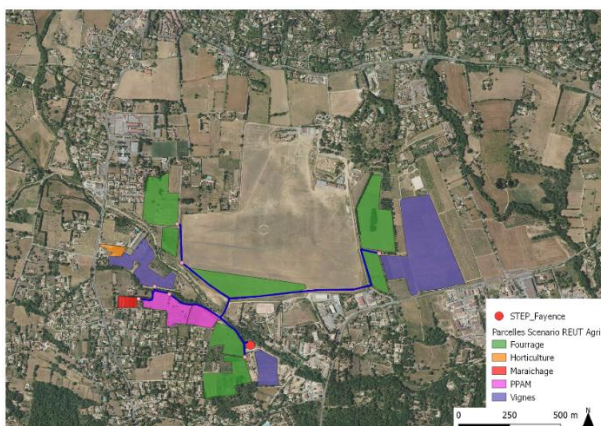 STEP_Fayence
Parcelles Scenario REUT Agri
Fourrage
Horticulture
Maraichage
PPAM
Vignes
0 250 500 m
N